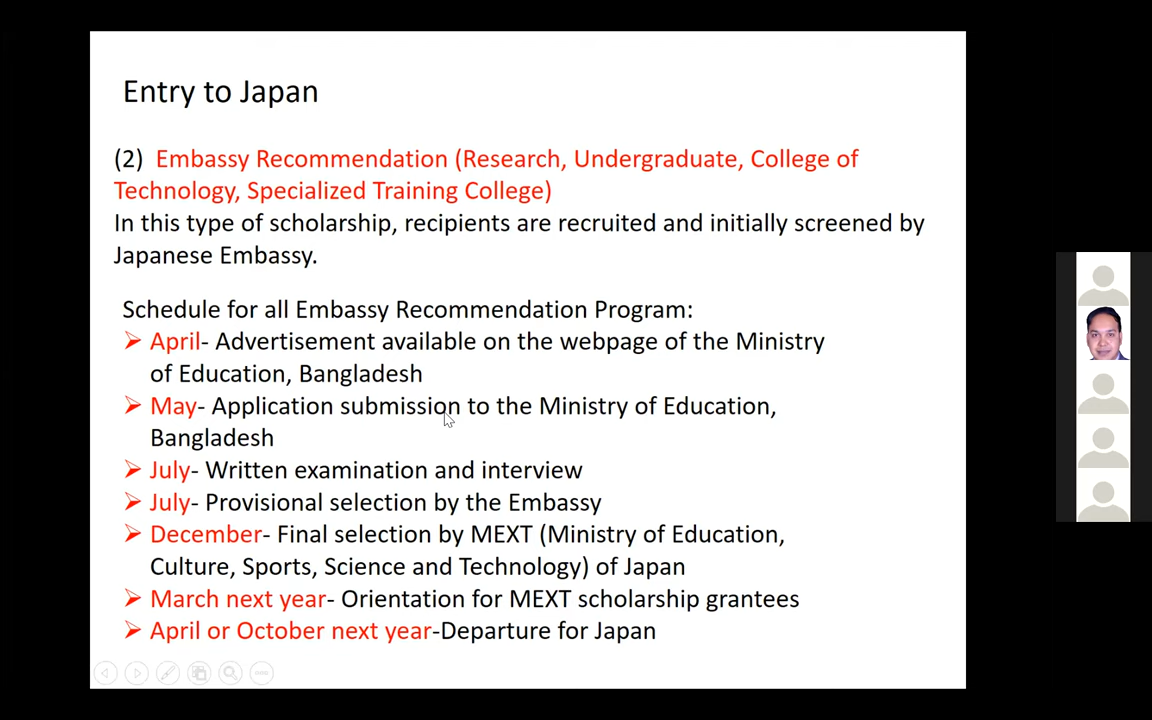 Entry to Japan
(2) Embassy Recommendation (Research, Undergraduate, College of
Technology, Specialized Training College)
In this type of scholarship, recipients are recruited and initially screened by
Japanese Embassy.
Schedule for all Embassy Recommendation Program:
➢ April- Advertisement available on the webpage of the Ministry
of Education, Bangladesh
➢ May- Application submission to the Ministry of Education,
Bangladesh
➢ July- Written examination and interview
➢ July- Provisional selection by the Embassy
➢ December- Final selection by MEXT (Ministry of Education,
Culture, Sports, Science and Technology) of Japan
➢ March next year- Orientation for MEXT scholarship grantees
➢ April or October next year-Departure for Japan